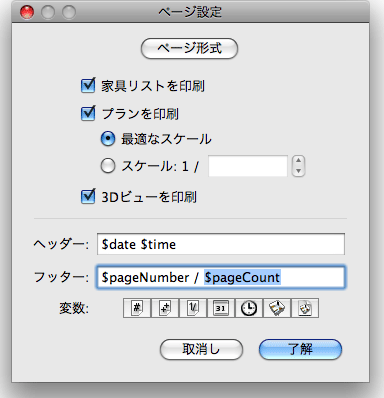 ページ設定
ページ形式
家具リストを印刷
プランを印刷
最適なスケール
スケール: 1 /
3Dビューを印刷
ヘッダー: $date $time
フッター: $pageNumber / $pageCount
変数: # 31
取消し 了解